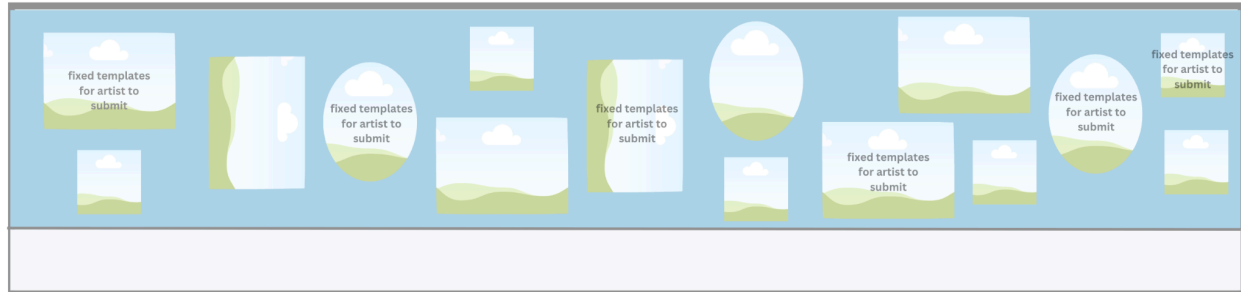 fixed templates
for artist to
submit
fixed templates
for artist to
submit
fixed templates
for artist to
submit
fixed templates
for artist to
submit
fixed templates
for artist to
submit
fixed templates
for artist to
submit